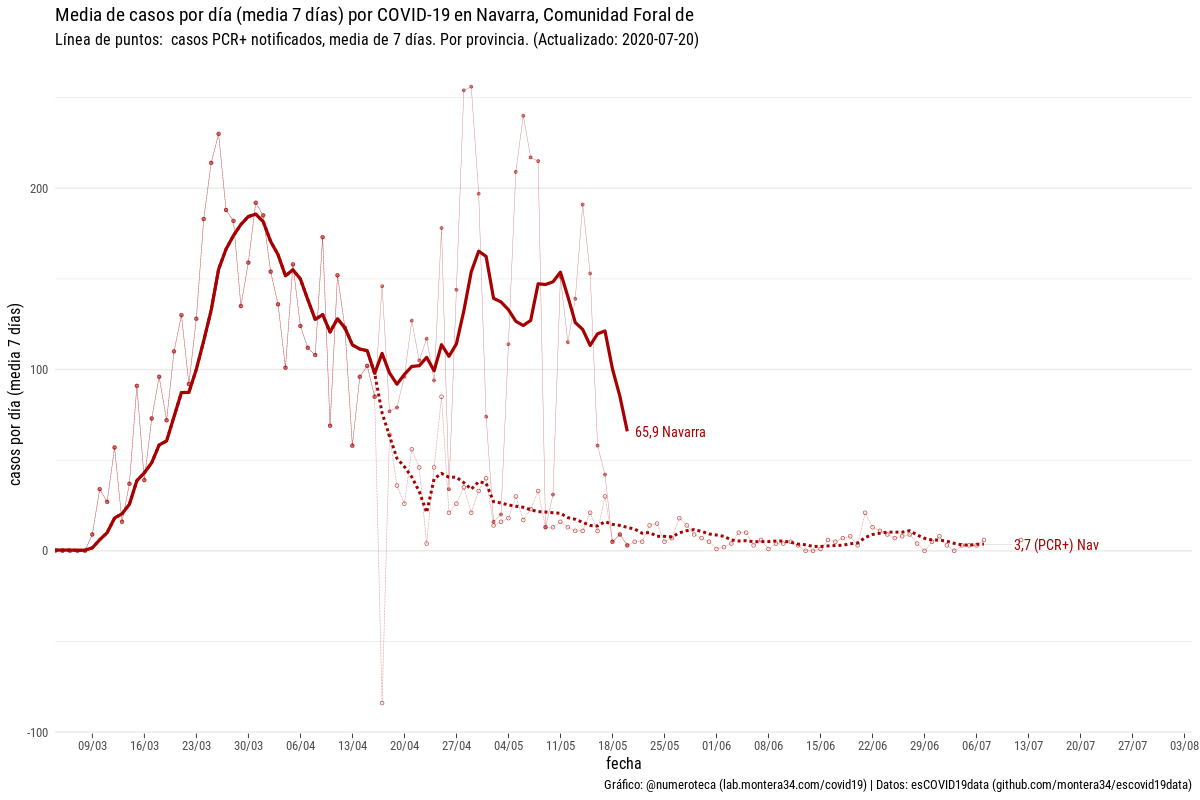 Media de casos por día (media 7 días) por COVID-19 en Navarra, Comunidad Foral de
Línea de puntos:  casos PCR+ notificados, media de 7 días. Por provincia. (Actualizado: 2020-07-20)
casos por día (media 7 días)
200
100
0
-100
65,9 Navarra
3,7 (PCR+) Nav
09/03 16/03 23/03 30/03 06/04 13/04 20/04 27/04 04/05 11/05 18/05 25/05 01/06 08/06 15/06 22/06 29/06 06/07 13/07 20/07 27/07 03/08
fecha
Gráfico: @numeroteca (lab.montera34.com/covid19) | Datos: esCOVID19data (github.com/montera34/escovid19data)